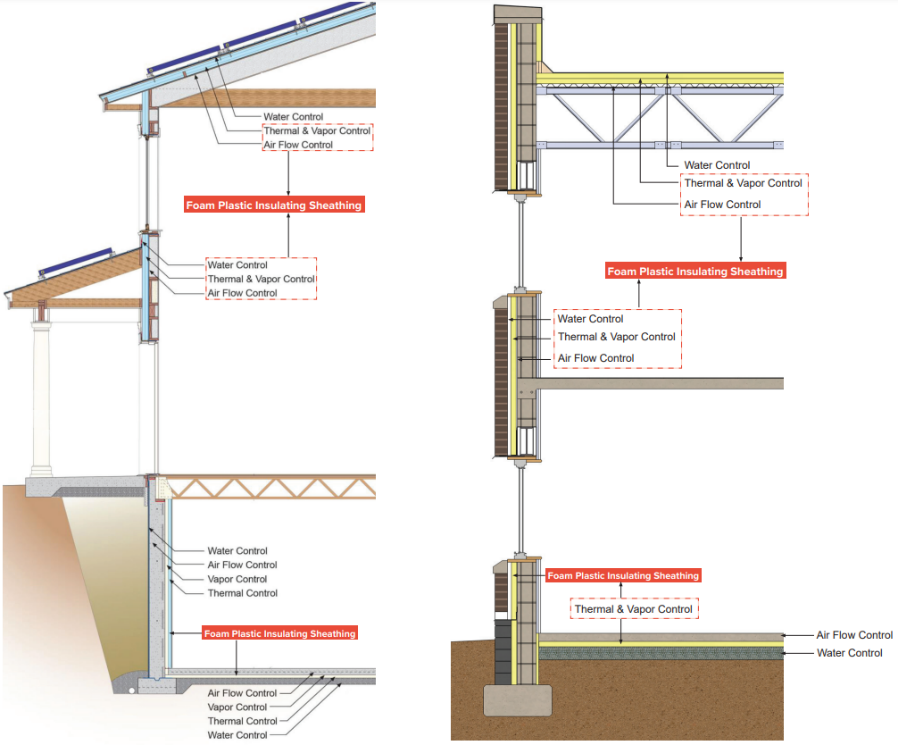 Water Control
Thermal & Vapor Control
Air Flow Control
Foam Plastic Insulating Sheathing
Water Control
Thermal & Vapor Control
Air Flow Control
Water Control
Air Flow Control
Vapor Control
Thermal Control
Foam Plastic Insulating Sheathing
Air Flow Control
Vapor Control
Thermal Control
Water Control
Water Control
Thermal & Vapor Control
Air Flow Control
Foam Plastic Insulating Sheathing
Water Control
Thermal & Vapor Control
Air Flow Control
Foam Plastic Insulating Sheathing
Thermal & Vapor Control
Air Flow Control
Water Control